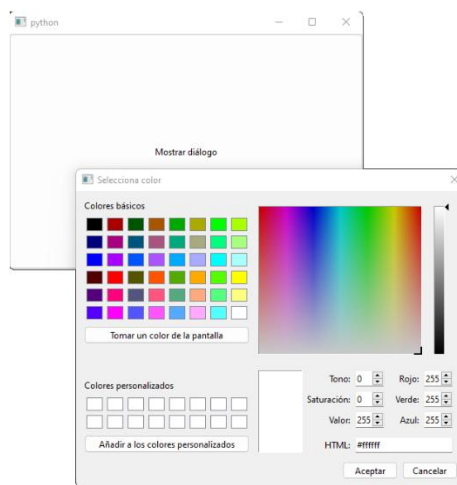 python
Mostrar diálogo
Selecciona color
Colores básicos
Tomar un color de la pantalla
Colores personalizados
Añadir a los colores personalizados
Tono: 0
Rojo: 255
Saturación: 0
Verde: 255
Valor: 255
Azul: 255
HTML: #ffffff
Aceptar
Cancelar